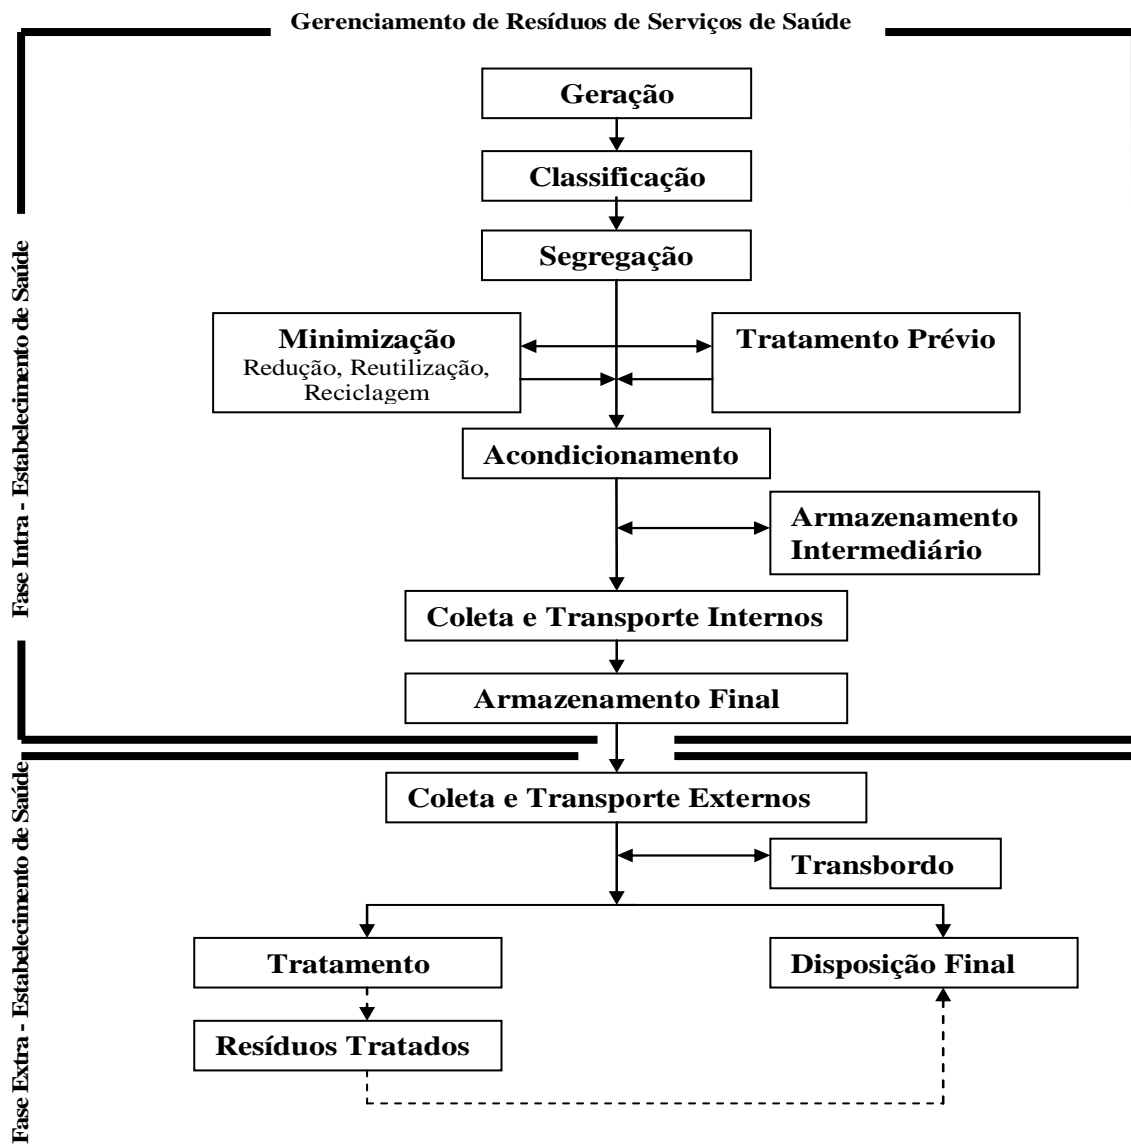 Gerenciamento de Resíduos de Serviços de Saúde
Fase Intra - Estabelecimento de Saúde
Geração
Classificação
Segregação
Minimização
Redução, Reutilização,
Reciclagem
Tratamento Prévio
Acondicionamento
Armazenamento
Intermediário
Coleta e Transporte Internos
Armazenamento Final
Fase Extra - Estabelecimento de Saúde
Coleta e Transporte Externos
Transbordo
Tratamento
Disposição Final
Resíduos Tratados